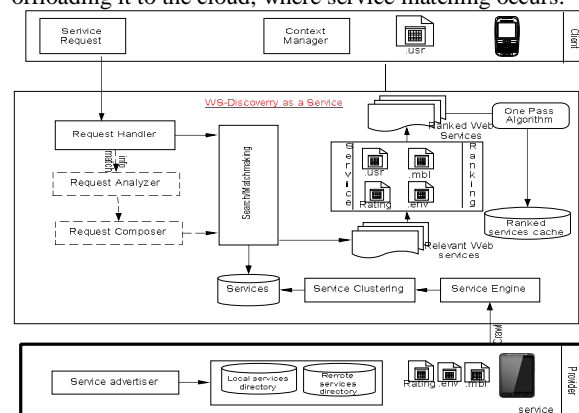 offloading it to the cloud, where service matching occurs.
Service
Request
Context
Manager
.usr
Client
WS-Discoverry as a Service
Request Handler
info
match
Request Analyzer
Request Composer
Search/Matchmaking
Ranked Web
Services
One Pass
Algorithm
Service
.usr
.mbl
Rating
.env
Ranking
Ranked
services cache
Relevant Web
services
Services
Service Clustering
Service Engine
Crawl
Service advertiser
Local services
directory
Remote
services
directory
Rating
.env
.mbl
Provider
service